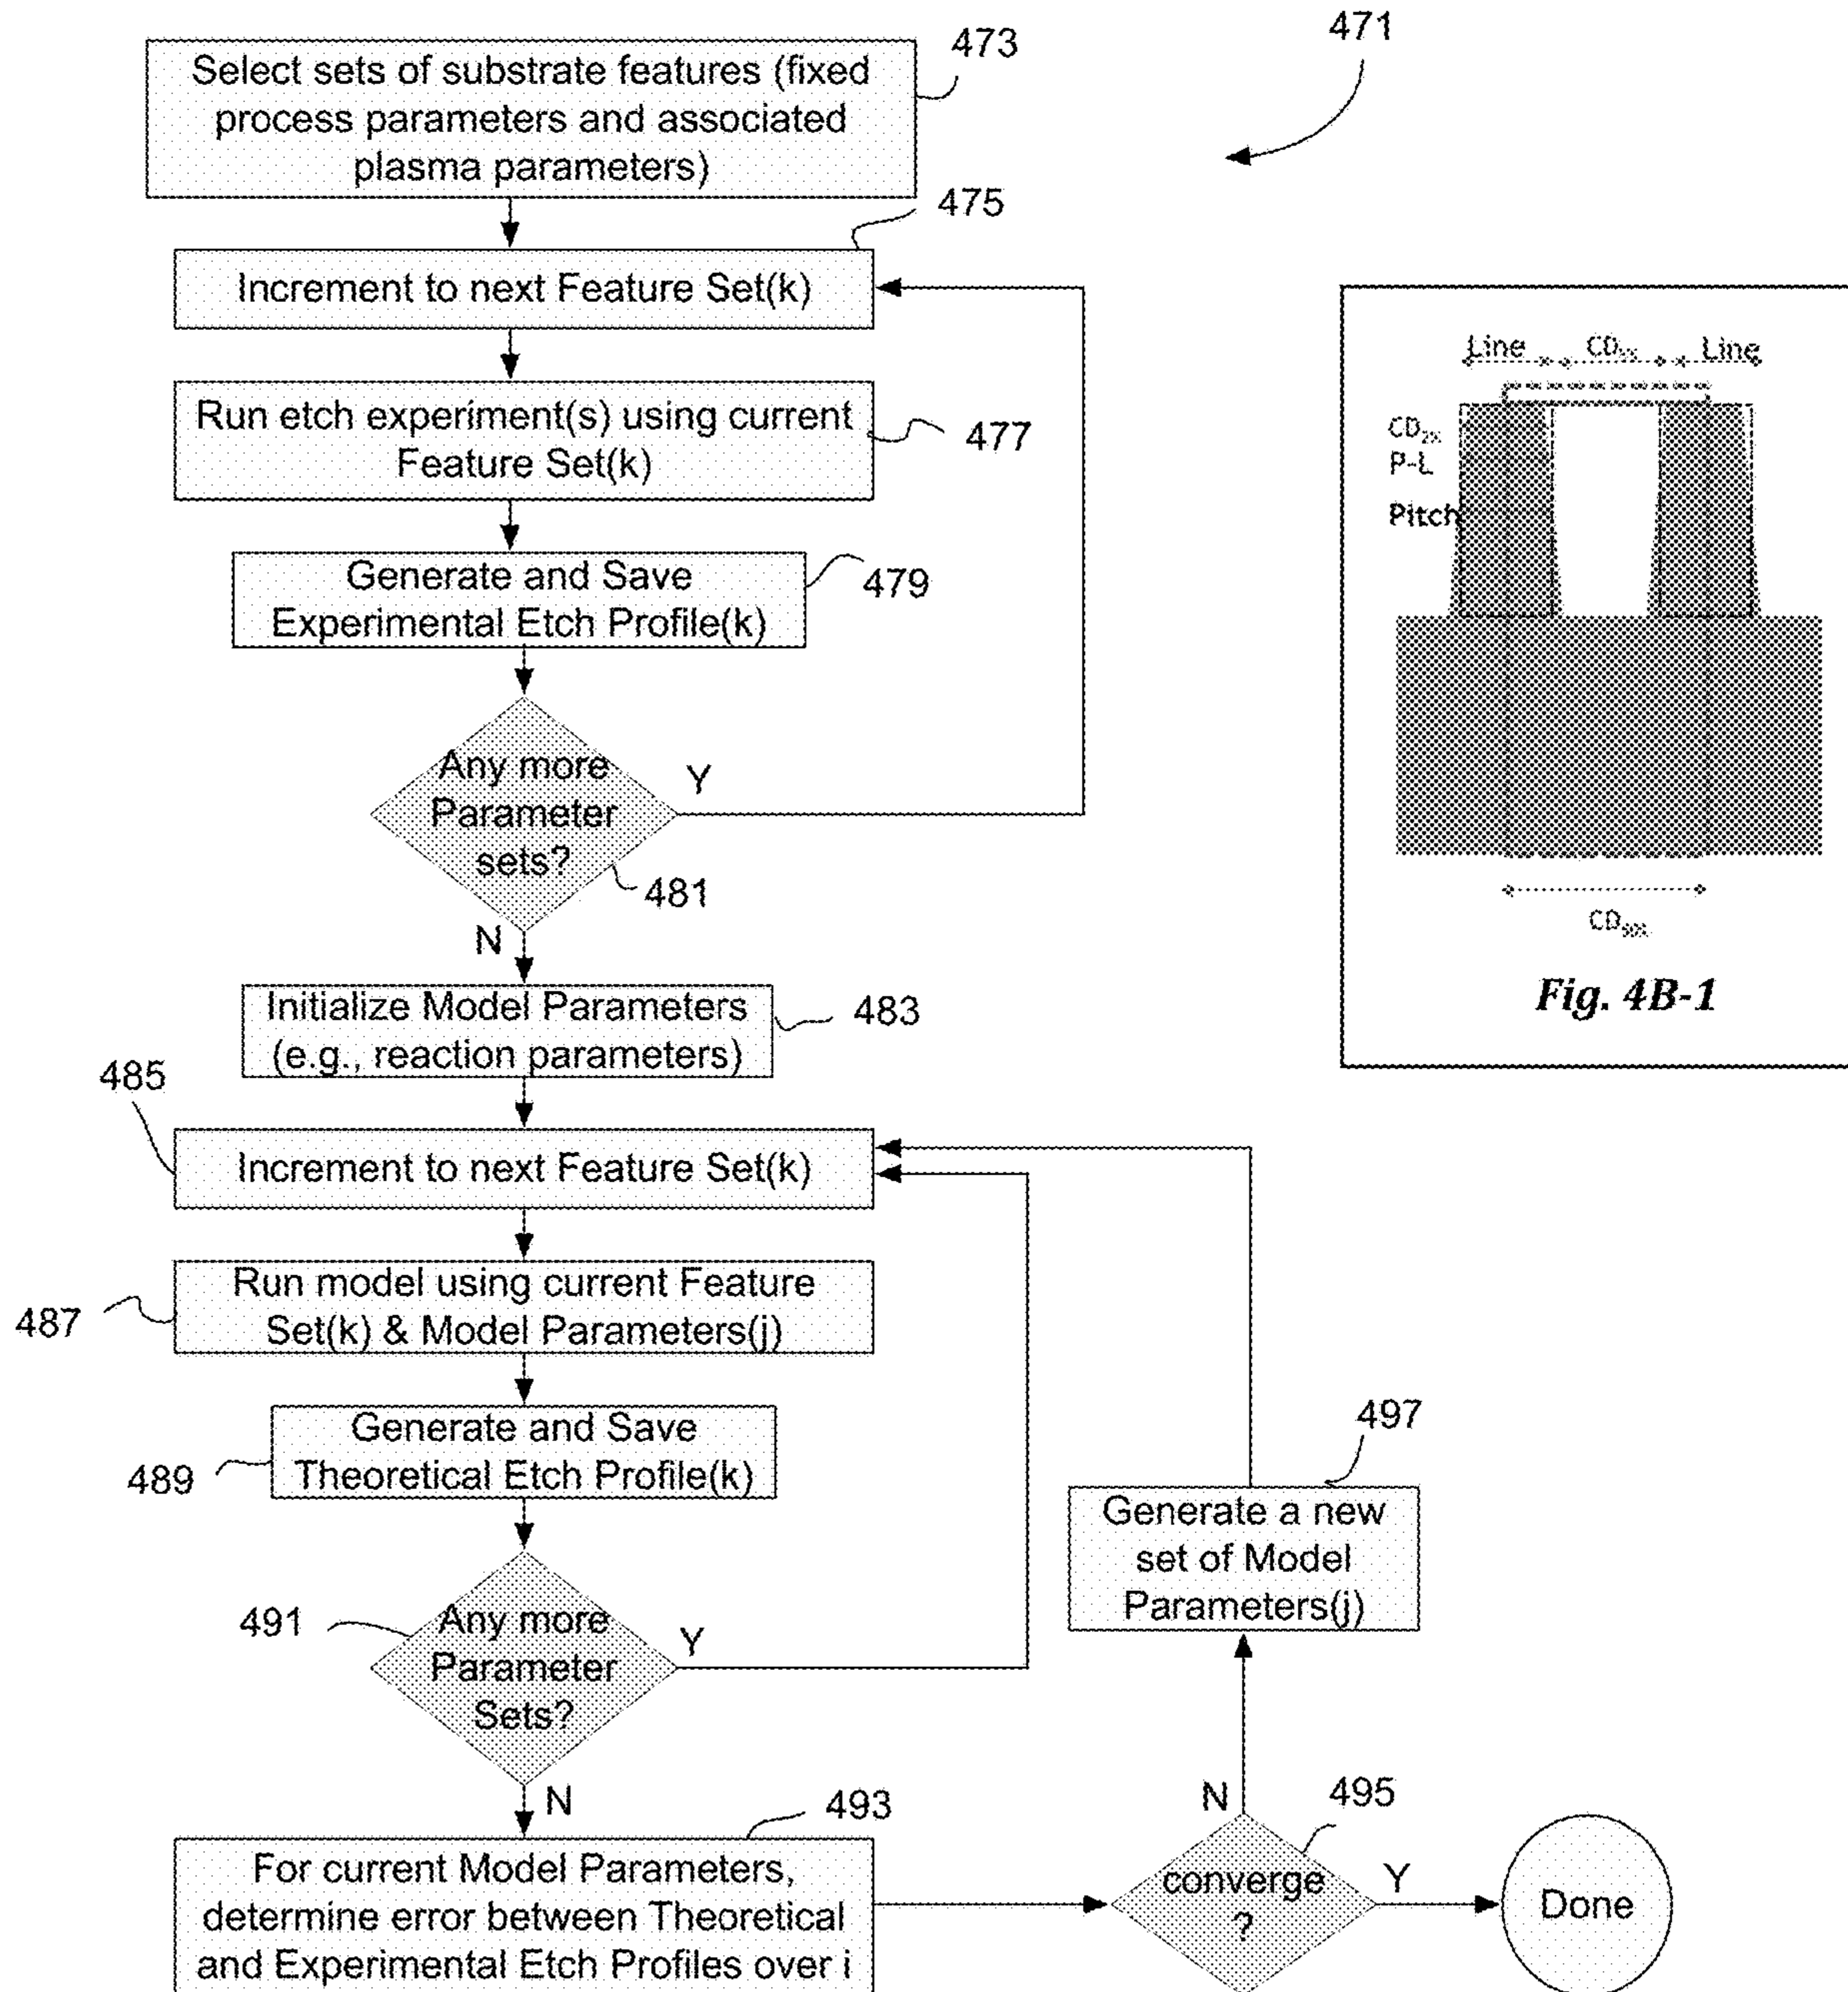 471
473
Select sets of substrate features (fixed
process parameters and associated
plasma parameters)
475
Increment to next Feature Set(k)
Run etch experiment(s) using current
Feature Set(k)
477
Generate and Save
Experimental Etch Profile(k)
479
Any more
Parameter
sets?
Y
481
N
Initialize Model Parameters
(e.g., reaction parameters)
483
485
Increment to next Feature Set(k)
Run model using current Feature
Set(k) & Model Parameters(j)
487
Generate and Save
Theoretical Etch Profile(k)
489
491
Any more
Parameter
Sets?
Y
N
493
For current Model Parameters,
determine error between Theoretical
and Experimental Etch Profiles over i
495
converge
?
N
Y
Done
497
Generate a new
set of Model
Parameters(j)
Line
Line
P-L
Pitch
Fig. 4B-1